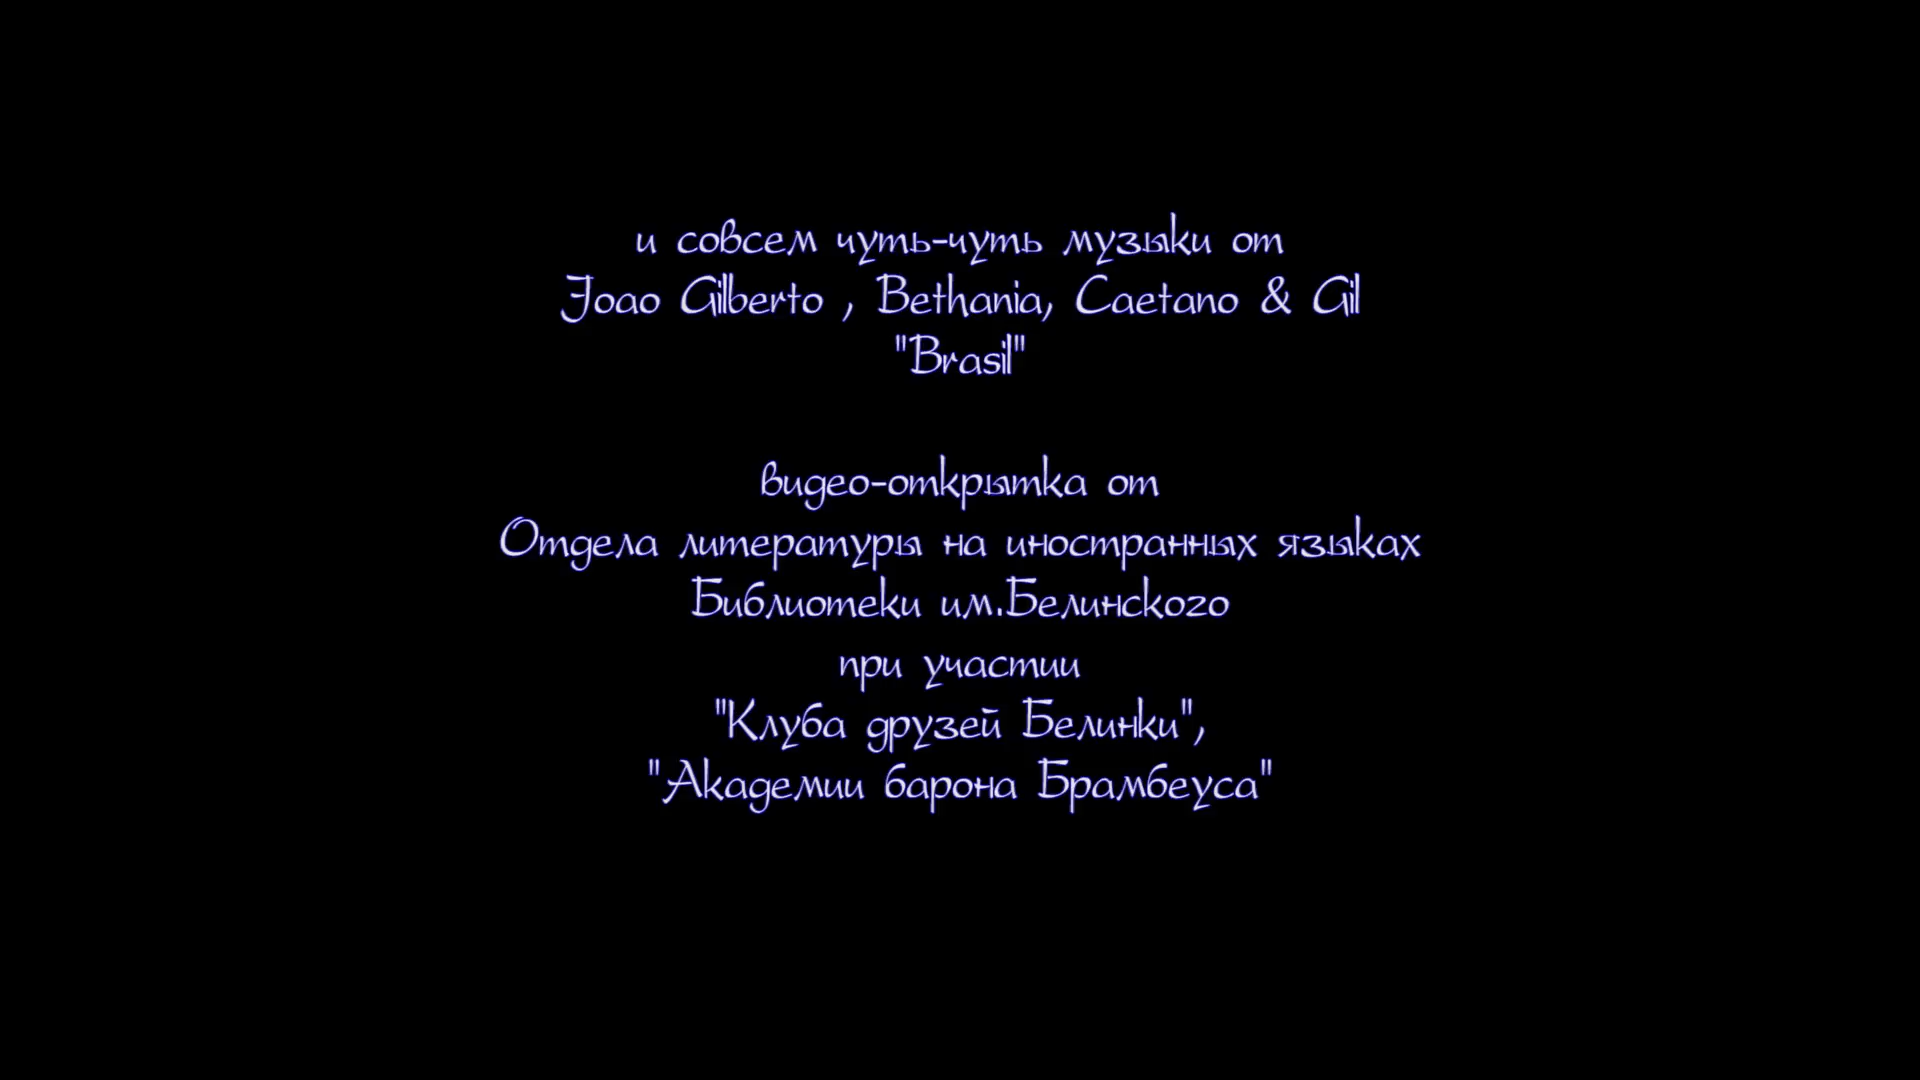 и совсем чуть-чуть музыки от
Joao Gilberto , Bethania, Caetano & Gil
"Brasil"
видео-открытка от
Отдела литературы на иностранных языках
Библиотеки им.Белинского
при участии
"Клуба друзей Белинки",
"Академии барона Брамбеуса"